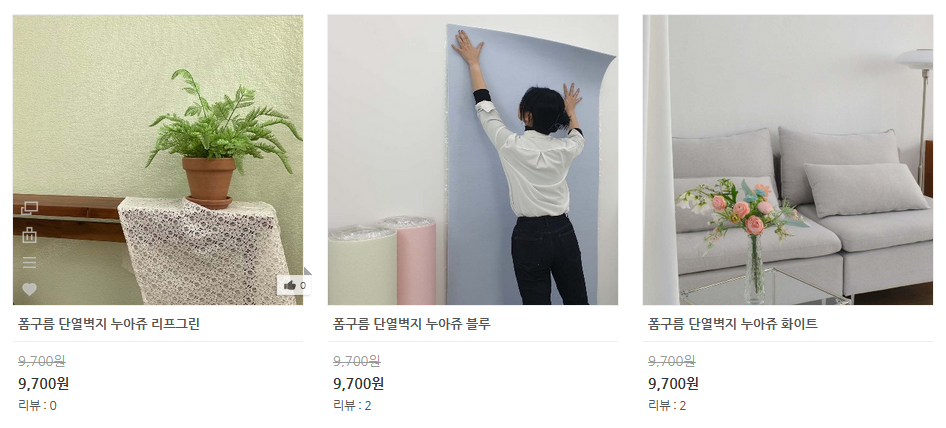 0
폼구름 단열벽지 누아쥬 리프그린
9,700원
9,700원
리뷰 : 0
폼구름 단열벽지 누아쥬 블루
9,700원
9,700원
리뷰 : 2
폼구름 단열벽지 누아쥬 화이트
9,700원
9,700원
리뷰 : 2